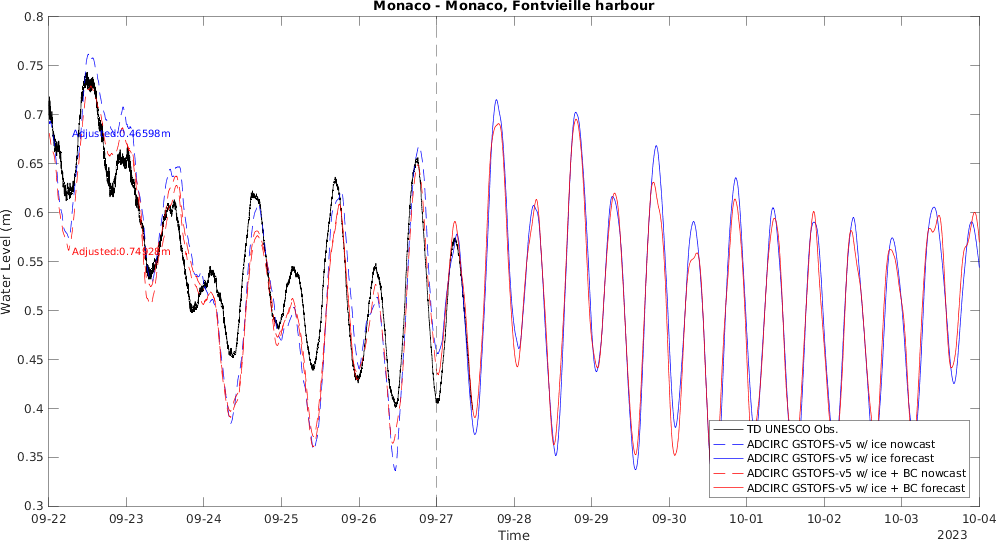 Monaco - Monaco, Fontvieille harbour
0.8
0.75
0.7
0.65
0.6
0.55
0.5
0.45
0.4
0.35
0.3
Water Level (m)
Adjusted:0.46598m
TD UNESCO Obs.
ADCIRC GSTOFS-v5 w/ ice nowcast
ADCIRC GSTOFS-v5 w/ ice forecast
ADCIRC GSTOFS-v5 w/ ice + BC nowcast
ADCIRC GSTOFS-v5 w/ ice + BC forecast
09-22 09-23 09-24 09-25 09-26 09-27 09-28 09-29 09-30 10-01 10-02 10-03 10-04
Time
2023